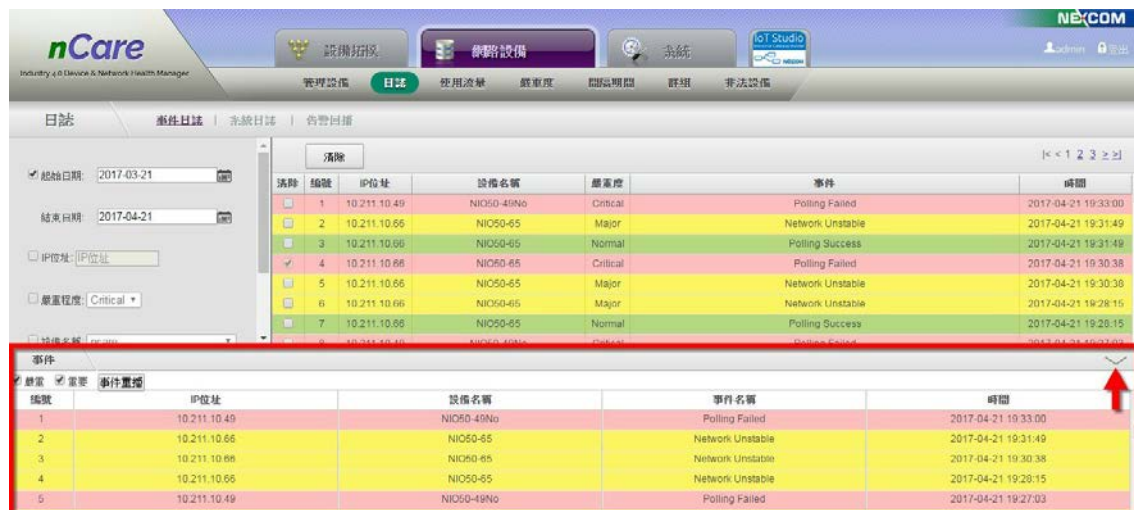 NEXCOM
nCare
Industry 4.0 Device & Network Health Manager
設備拓樸 網路設備 系統 IoT Studio NEXCOM
admin 登出
管理設備 日誌 使用流量 嚴重度 間隔期間 群組 非法設備
日誌 事件日誌 | 系統日誌 | 告警回播
起始日期: 2017-03-21
結束日期: 2017-04-21
IP位址: IP位址
嚴重程度: Critical
設備名稱: ncare
清除 |< < 1 2 3 > >|
清除 編號 IP位址 設備名稱 嚴重度 事件 時間
1 10.211.10.49 NIO50-49No Critical Polling Failed 2017-04-21 19:33:00
2 10.211.10.66 NIO50-65 Major Network Unstable 2017-04-21 19:31:49
3 10.211.10.66 NIO50-65 Normal Polling Success 2017-04-21 19:31:49
4 10.211.10.66 NIO50-65 Critical Polling Failed 2017-04-21 19:30:38
5 10.211.10.66 NIO50-65 Major Network Unstable 2017-04-21 19:30:38
6 10.211.10.66 NIO50-65 Major Network Unstable 2017-04-21 19:28:15
7 10.211.10.66 NIO50-65 Normal Polling Success 2017-04-21 19:28:15
事件
嚴重 重要 事件重播
編號 IP位址 設備名稱 事件名稱 時間
1 10.211.10.49 NIO50-49No Polling Failed 2017-04-21 19:33:00
2 10.211.10.66 NIO50-65 Network Unstable 2017-04-21 19:31:49
3 10.211.10.66 NIO50-65 Network Unstable 2017-04-21 19:30:38
4 10.211.10.66 NIO50-65 Network Unstable 2017-04-21 19:28:15
5 10.211.10.49 NIO50-49No Polling Failed 2017-04-21 19:27:03